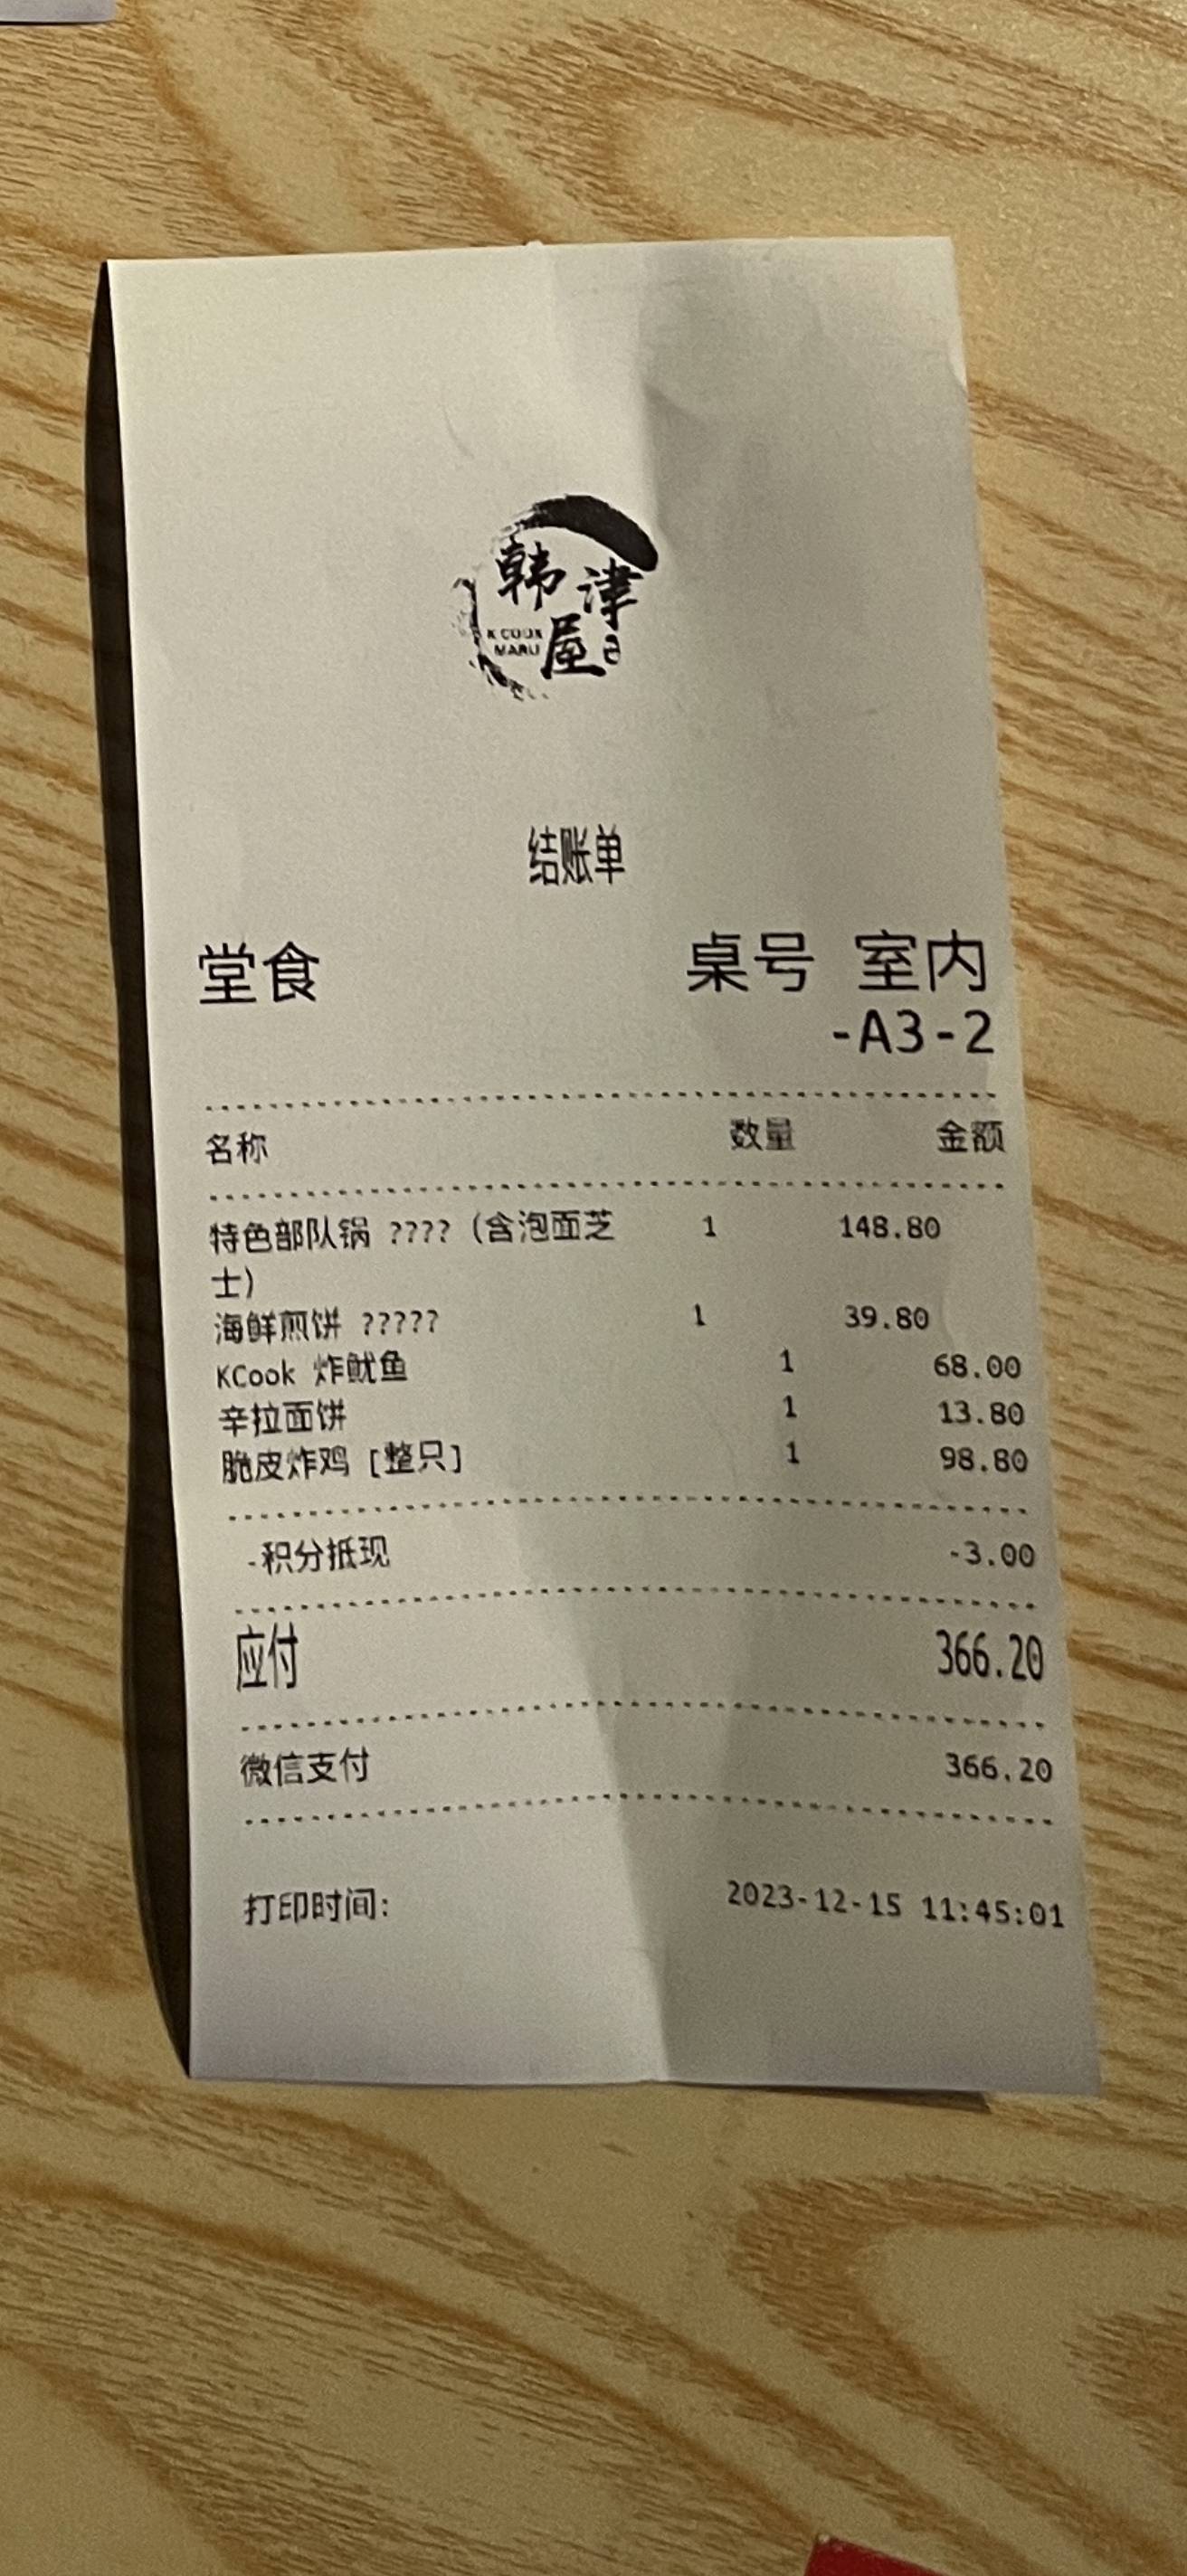 韩津
K COOK
MARU 屋
结账单
堂食 桌号 室内
-A3-2
名称 数量 金额
特色部队锅 ???? (含泡面芝 1 148.80
士)
海鲜煎饼 ????? 1 39.80
KCook 炸鱿鱼 1 68.00
辛拉面饼 1 13.80
脆皮炸鸡 [整只] 1 98.80
-积分抵现 -3.00
应付 366.20
微信支付 366.20
打印时间: 2023-12-15 11:45:01